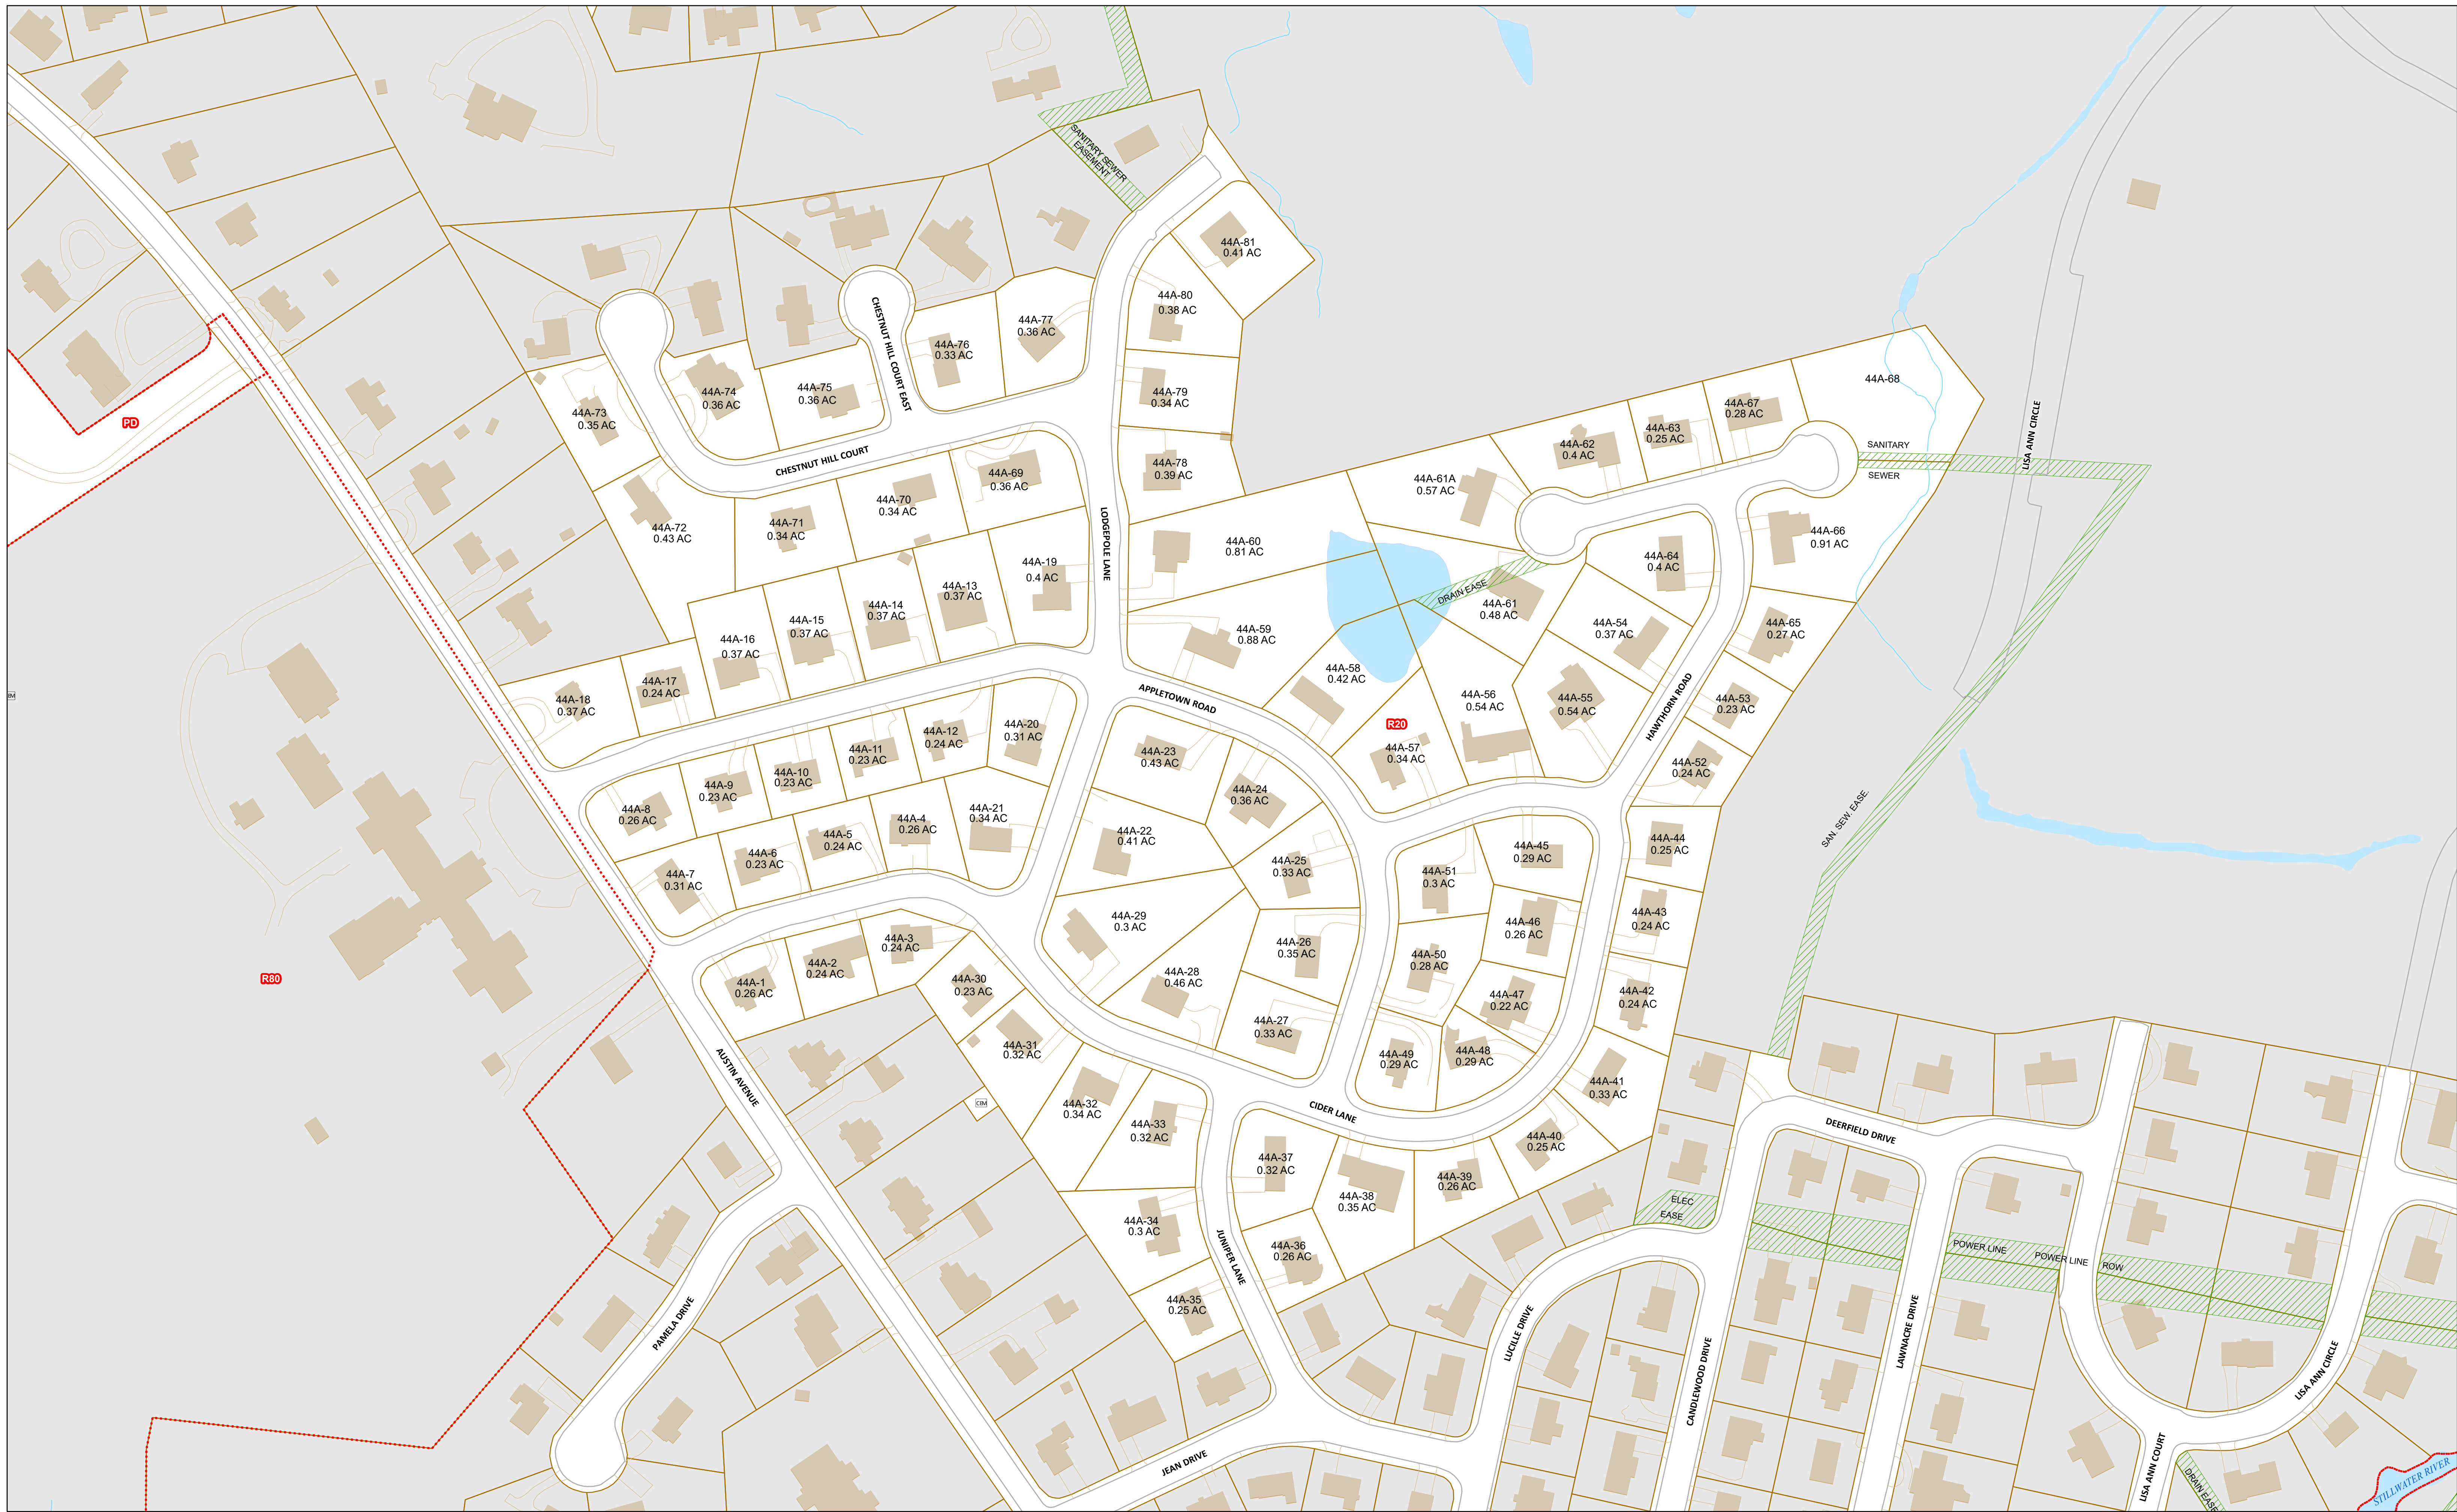 SANITARY SEWER
EASEMENT
44A-81
0.41 AC
44A-80
0.38 AC
CHESTNUT HILL COURT EAST
44A-77
0.36 AC
44A-76
0.33 AC
44A-79
0.34 AC
44A-75
0.36 AC
44A-74
0.36 AC
44A-73
0.35 AC
PD
44A-68
44A-67
0.28 AC
44A-63
0.25 AC
44A-62
0.4 AC
LISA ANN CIRCLE
SANITARY
SEWER
CHESTNUT HILL COURT
44A-78
0.39 AC
44A-69
0.36 AC
44A-70
0.34 AC
44A-61A
0.57 AC
44A-71
0.34 AC
44A-72
0.43 AC
LODGEPOLE LANE
44A-60
0.81 AC
44A-66
0.91 AC
44A-64
0.4 AC
44A-19
0.4 AC
44A-13
0.37 AC
44A-14
0.37 AC
44A-15
0.37 AC
44A-16
0.37 AC
DRAIN EASE
44A-61
0.48 AC
44A-54
0.37 AC
44A-65
0.27 AC
44A-59
0.88 AC
44A-58
0.42 AC
44A-17
0.24 AC
44A-18
0.37 AC
CEM
APPLETOWN ROAD
44A-56
0.54 AC
44A-55
0.54 AC
HAWTHORN ROAD
44A-53
0.23 AC
R20
44A-57
0.34 AC
44A-20
0.31 AC
44A-12
0.24 AC
44A-11
0.23 AC
44A-10
0.23 AC
44A-9
0.23 AC
44A-8
0.26 AC
44A-23
0.43 AC
44A-24
0.36 AC
44A-52
0.24 AC
SAN. SEW. EASE.
44A-21
0.34 AC
44A-4
0.26 AC
44A-5
0.24 AC
44A-6
0.23 AC
44A-7
0.31 AC
44A-22
0.41 AC
44A-25
0.33 AC
44A-51
0.3 AC
44A-45
0.29 AC
44A-44
0.25 AC
44A-29
0.3 AC
44A-26
0.35 AC
44A-46
0.26 AC
44A-43
0.24 AC
44A-3
0.24 AC
44A-2
0.24 AC
44A-1
0.26 AC
R80
44A-30
0.23 AC
44A-28
0.46 AC
44A-50
0.28 AC
44A-47
0.22 AC
44A-42
0.24 AC
44A-31
0.32 AC
44A-27
0.33 AC
44A-49
0.29 AC
44A-48
0.29 AC
AUSTIN AVENUE
CEM
44A-32
0.34 AC
44A-33
0.32 AC
CIDER LANE
44A-41
0.33 AC
44A-40
0.25 AC
DEERFIELD DRIVE
44A-37
0.32 AC
44A-38
0.35 AC
44A-39
0.26 AC
44A-34
0.3 AC
JUNIPER LANE
44A-36
0.26 AC
ELEC
EASE
POWER LINE
POWER LINE
ROW
44A-35
0.25 AC
PAMELA DRIVE
LUCILLE DRIVE
CANDLEWOOD DRIVE
LAWNACRE DRIVE
LISA ANN CIRCLE
JEAN DRIVE
LISA ANN COURT
DRAIN EASE
STILLWATER RIVER